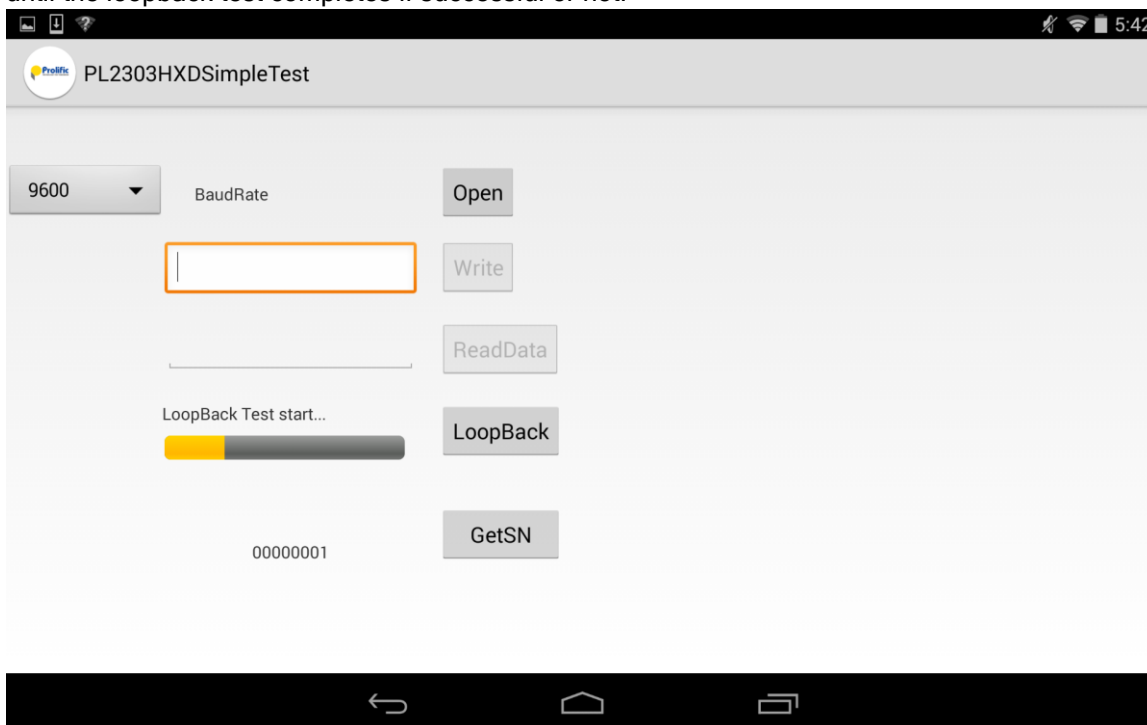 until the loopback test completes if successful or not.
5:42
Prolific
PL2303HXDSimpleTest
9600
BaudRate
Open
Write
ReadData
LoopBack Test start...
LoopBack
GetSN
00000001